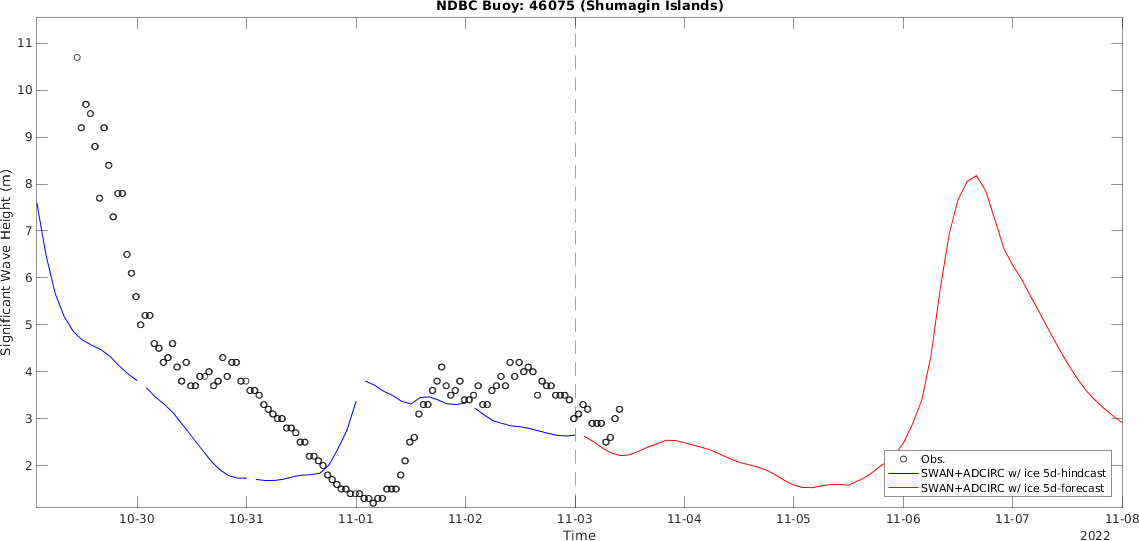 NDBC Buoy: 46075 (Shumagin Islands)
Significant Wave Height (m)
11
10
9
8
7
6
5
4
3
2
Obs.
SWAN+ADCIRC w/ ice 5d-hindcast
SWAN+ADCIRC w/ ice 5d-forecast
10-30 10-31 11-01 11-02 11-03 11-04 11-05 11-06 11-07 11-08
Time
2022